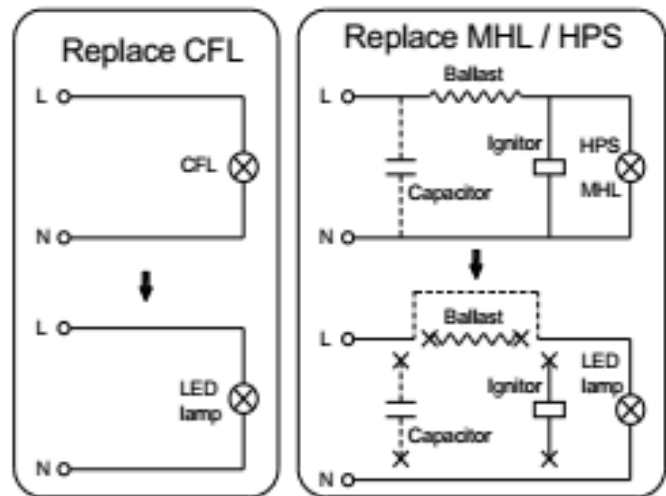 Replace CFL
L
CFL
N
L
LED
lamp
N
Replace MHL / HPS
Ballast
L
Ignitor
HPS
MHL
Capacitor
N
Ballast
L
LED
lamp
Ignitor
Capacitor
N